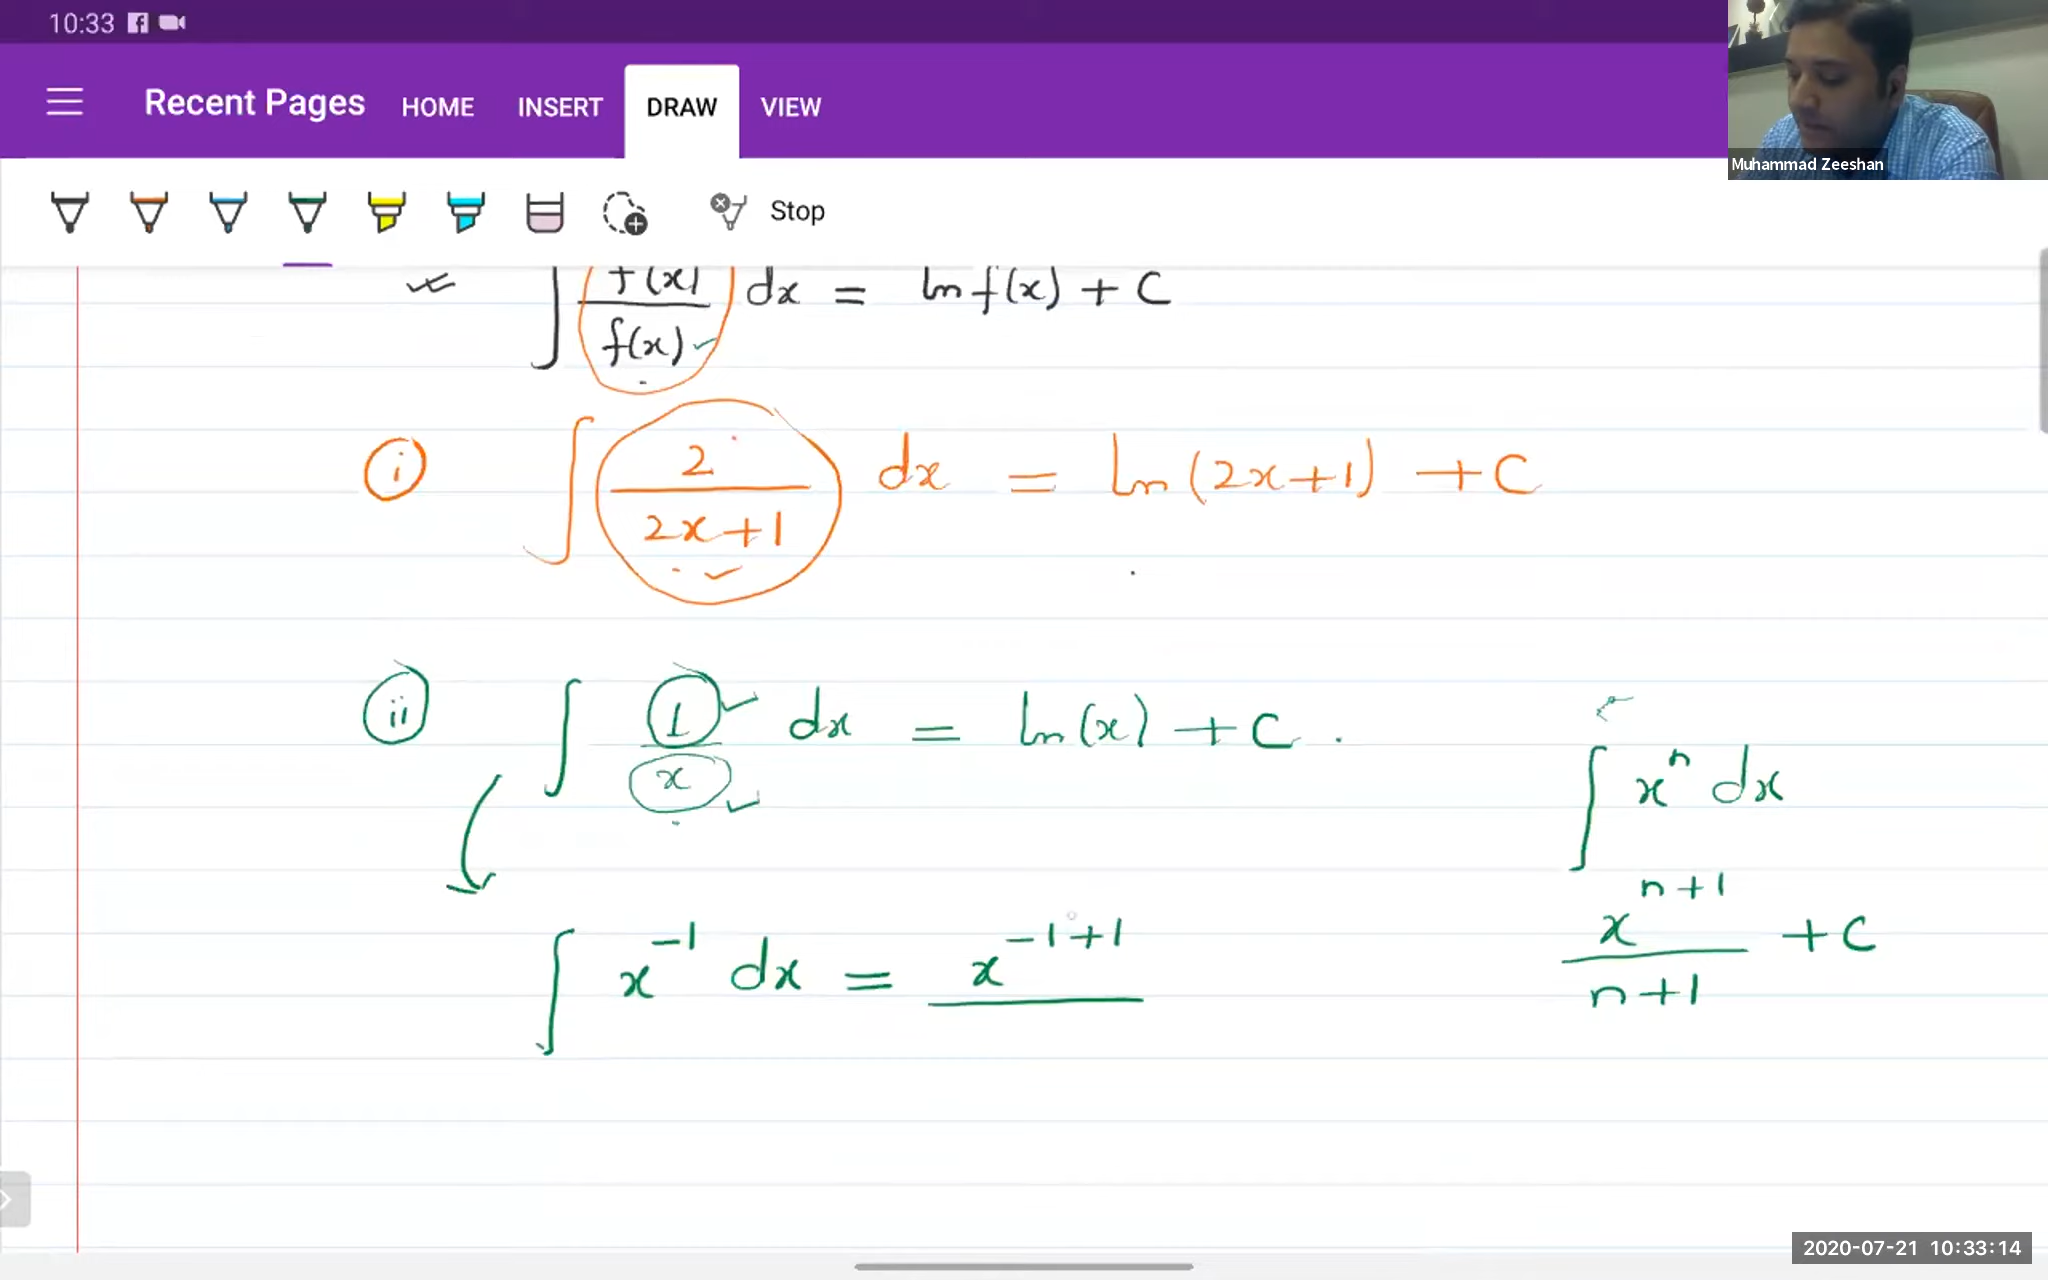 10:33
Recent Pages HOME INSERT DRAW VIEW
Muhammad Zeeshan
Stop
∫ f(x) / f(x) dx = ln f(x) + C
i ∫ 2 / 2x+1 dx = ln (2x+1) + C
ii ∫ 1 / x dx = ln (x) + C .
∫ xⁿ dx
∫ x⁻¹ dx = x⁻¹⁺¹
xⁿ⁺¹ / n+1 + C
2020-07-21 10:33:14